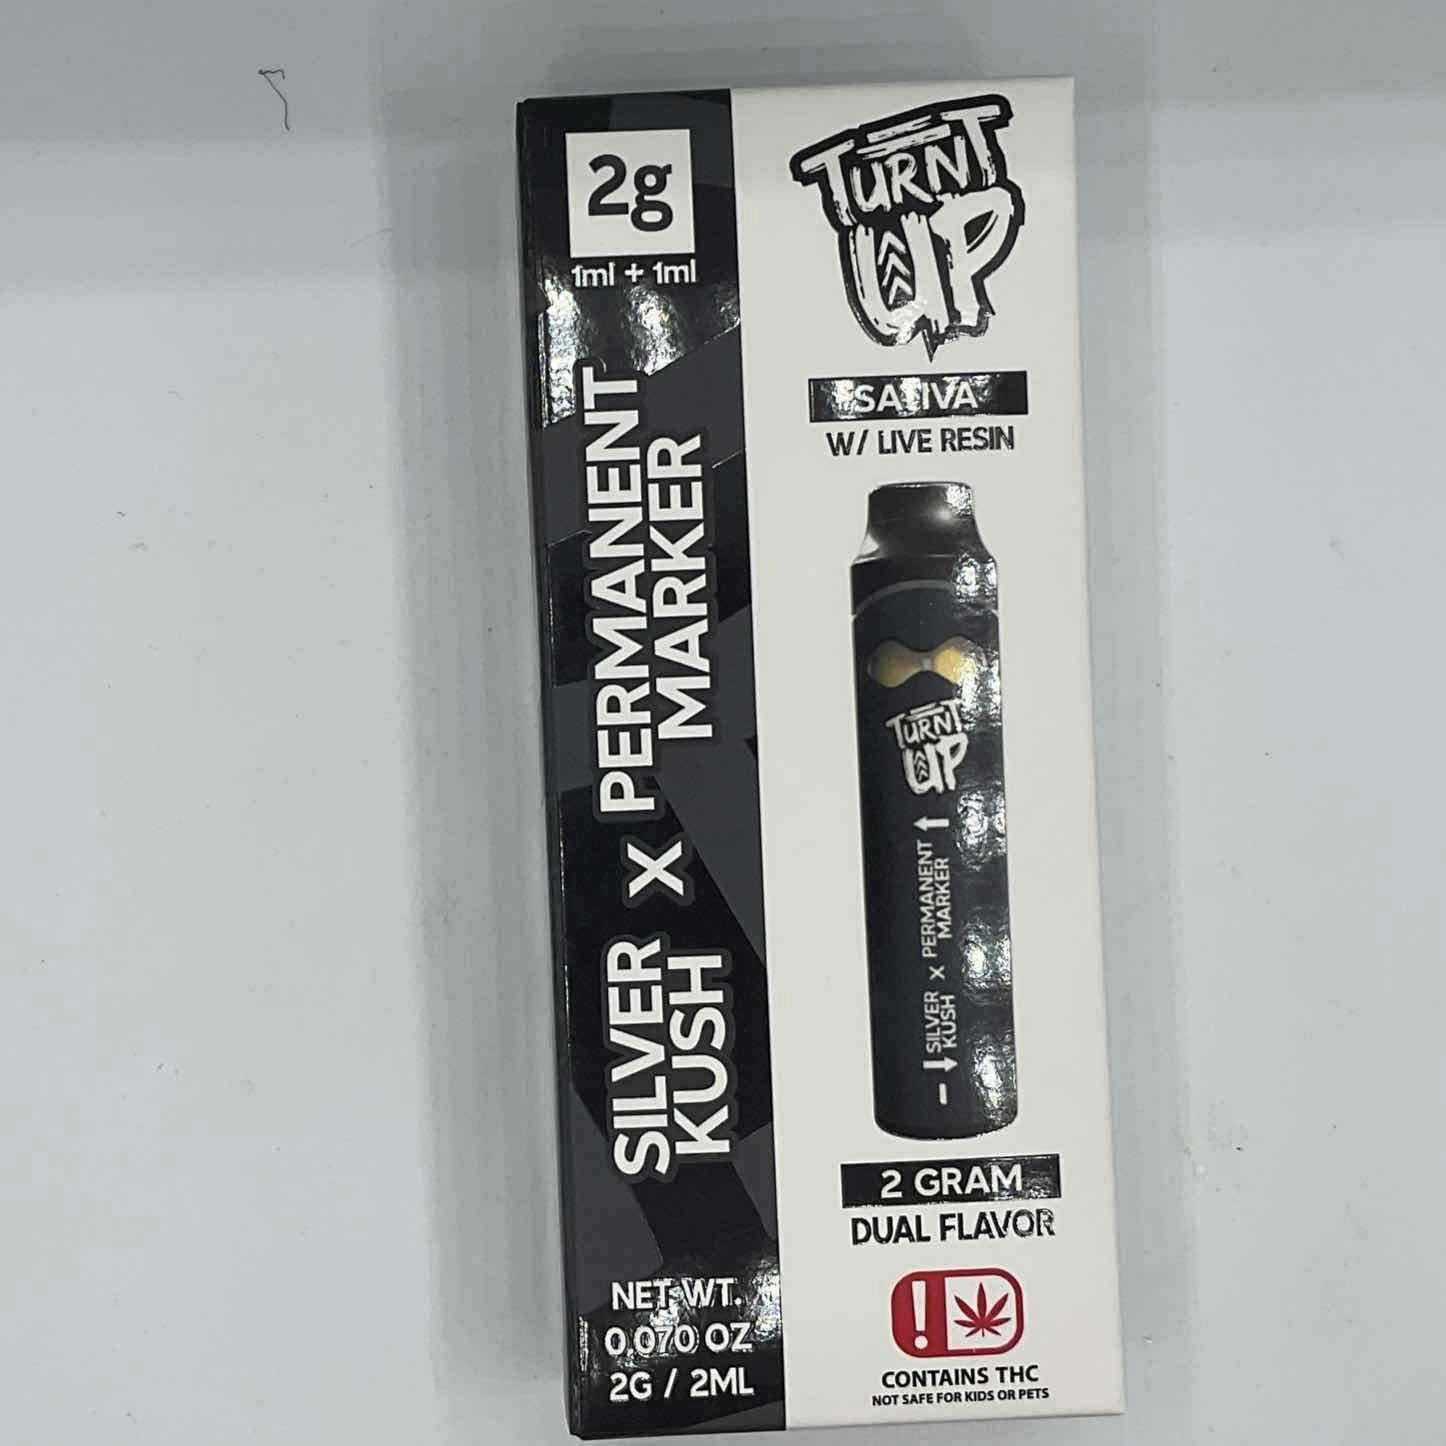 2g
1ml + 1ml
SILVER KUSH X PERMANENT MARKER
NET WT.
0.070 OZ
2G / 2ML
TURNT
UP
SATIVA
W/ LIVE RESIN
TURNT
UP
SILVER KUSH X PERMANENT MARKER
2 GRAM
DUAL FLAVOR
!
CONTAINS THC
NOT SAFE FOR KIDS OR PETS